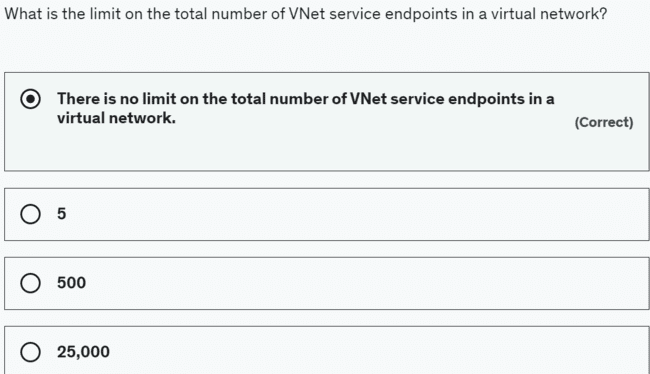 What is the limit on the total number of VNet service endpoints in a virtual network?
There is no limit on the total number of VNet service endpoints in a
virtual network.
(Correct)
5
500
25,000